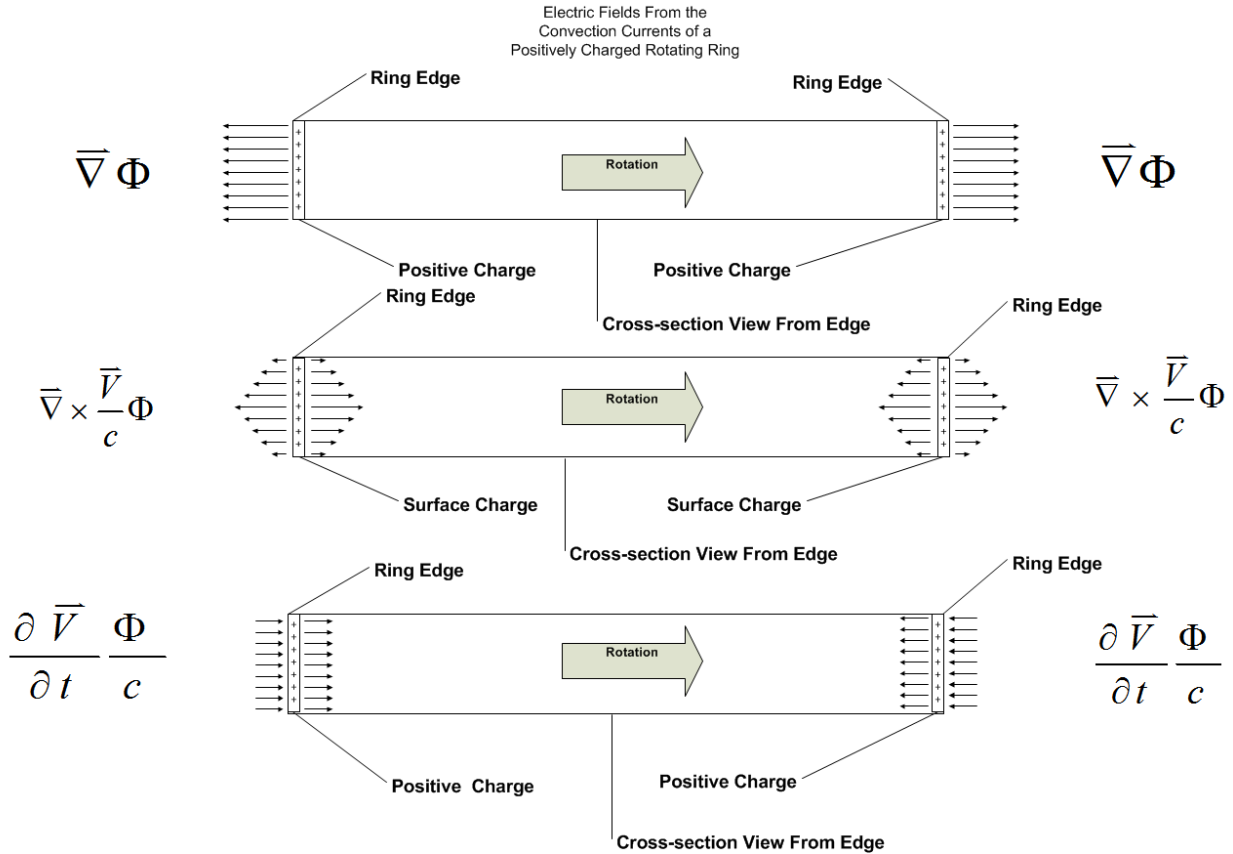 Electric Fields From the
Convection Currents of a
Positively Charged Rotating Ring
Ring Edge
Ring Edge
∇⃗ Φ
Rotation
∇⃗ Φ
Positive Charge
Positive Charge
Ring Edge
Ring Edge
Cross-section View From Edge
∇⃗ × V⃗/c Φ
Rotation
∇⃗ × V⃗/c Φ
Surface Charge
Surface Charge
Cross-section View From Edge
Ring Edge
Ring Edge
∂V⃗/∂t Φ/c
Rotation
∂V⃗/∂t Φ/c
Positive Charge
Positive Charge
Cross-section View From Edge